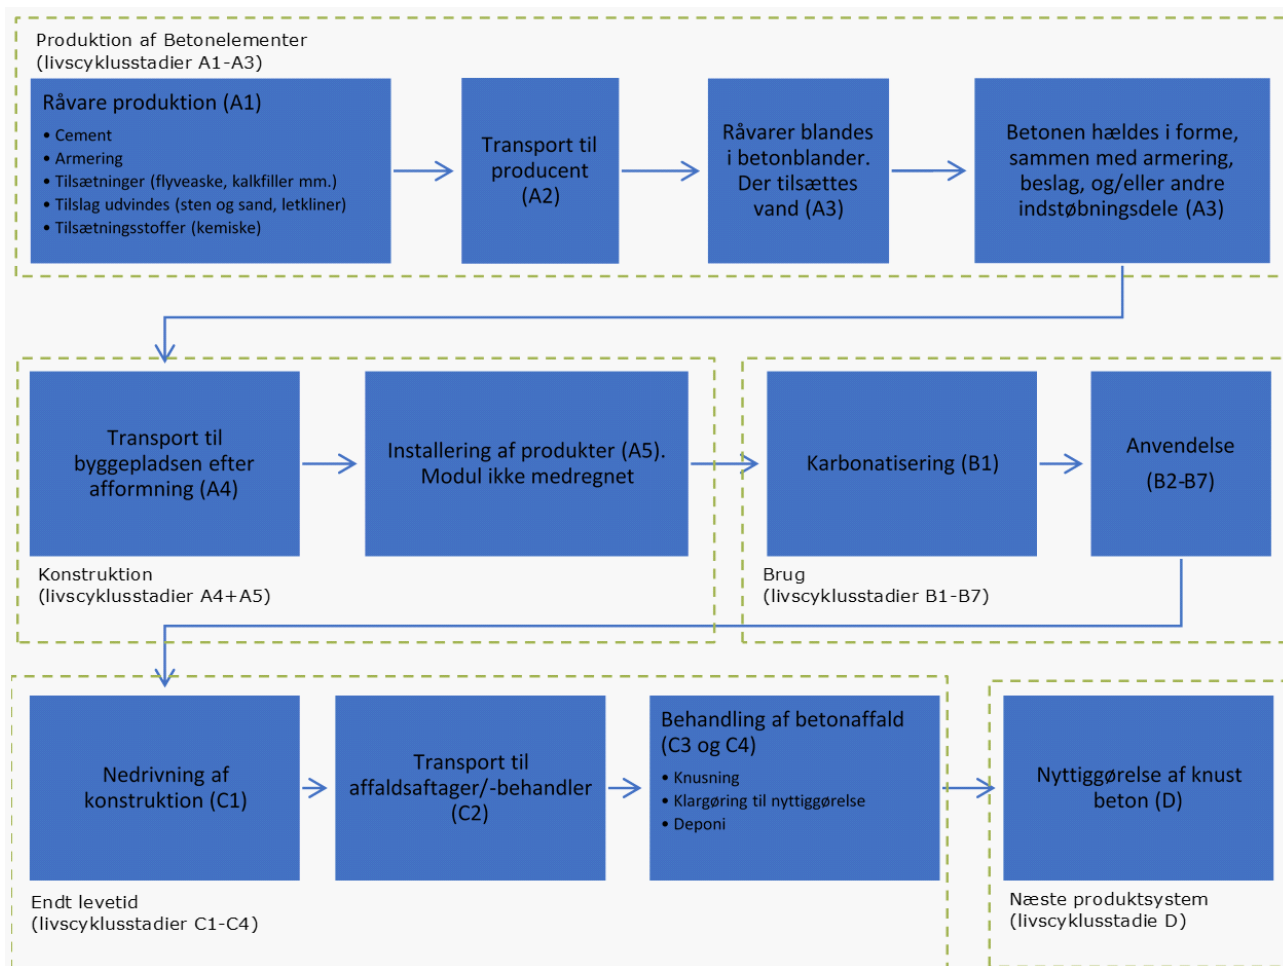 Produktion af Betonelementer
(livscyklusstadier A1-A3)
Råvare produktion (A1)
• Cement
• Armering
• Tilsætninger (flyveaske, kalkfiller mm.)
• Tilslag udvindes (sten og sand, letkliner)
• Tilsætningsstoffer (kemiske)
Transport til
producent
(A2)
Råvarer blandes
i betonblander.
Der tilsættes
vand (A3)
Betonen hældes i forme,
sammen med armering,
beslag, og/eller andre
indstøbningsdele (A3)
Transport til
byggepladsen efter
afformning (A4)
Installering af produkter (A5).
Modul ikke medregnet
Konstruktion
(livscyklusstadier A4+A5)
Karbonatisering (B1)
Anvendelse
(B2-B7)
Brug
(livscyklusstadier B1-B7)
Nedrivning af
konstruktion (C1)
Transport til
affaldsaftager/-behandler
(C2)
Behandling af betonaffald
(C3 og C4)
• Knusning
• Klargøring til nyttiggørelse
• Deponi
Endt levetid
(livscyklusstadier C1-C4)
Nyttiggørelse af knust
beton (D)
Næste produktsystem
(livscyklusstadie D)